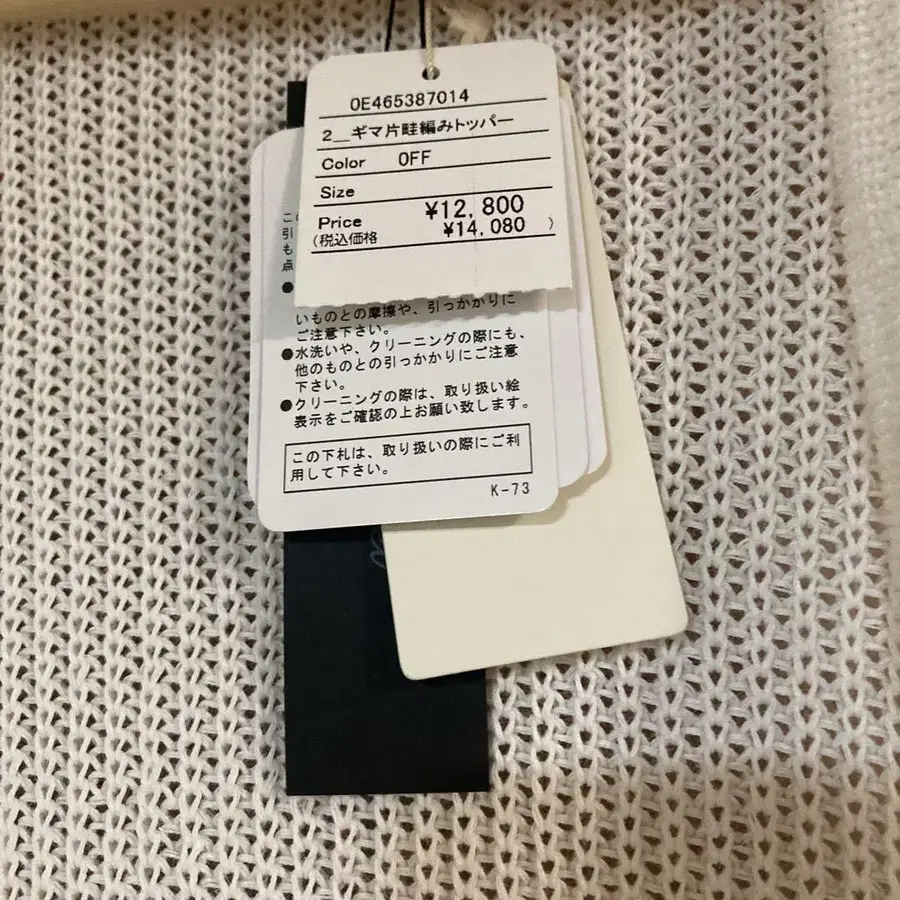 0E465387014
2__ギマ片畦編みトッパー
Color OFF
Size
Price ¥12,800
(税込価格 ¥14,080 )
こ
引
も
点
●
いものとの摩擦や、引っかかりに
ご注意下さい。
●水洗いや、クリーニングの際にも、
他のものとの引っかかりにご注意
下さい。
●クリーニングの際は、取り扱い絵
表示をご確認の上お願い致します。
この下札は、取り扱いの際にご利
用して下さい。
K-73